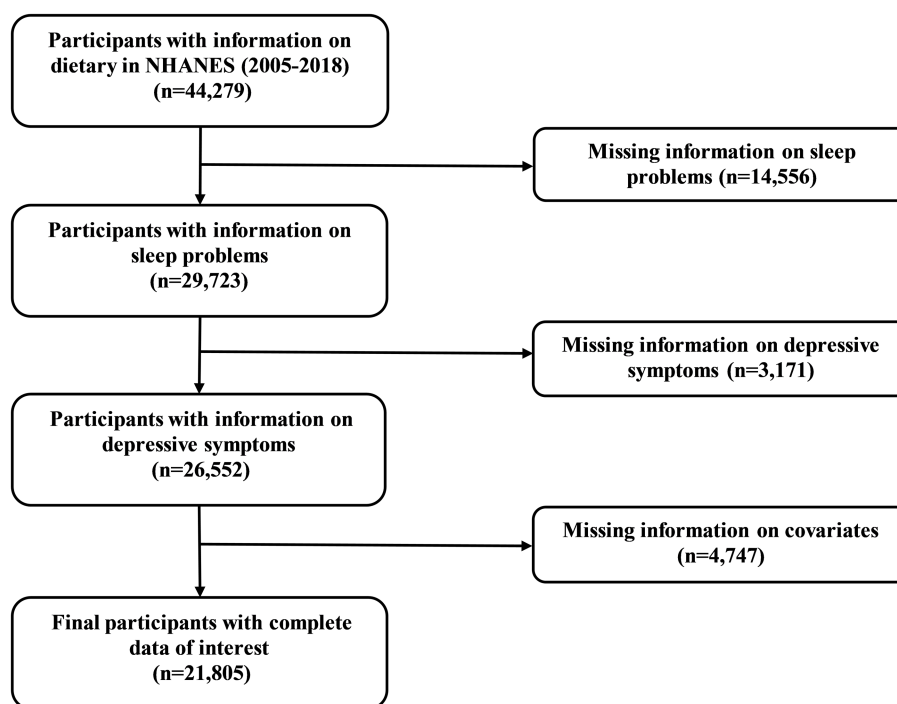 Participants with information on
dietary in NHANES (2005-2018)
(n=44,279)
Missing information on sleep
problems (n=14,556)
Participants with information on
sleep problems
(n=29,723)
Missing information on depressive
symptoms (n=3,171)
Participants with information on
depressive symptoms
(n=26,552)
Missing information on covariates
(n=4,747)
Final participants with complete
data of interest
(n=21,805)